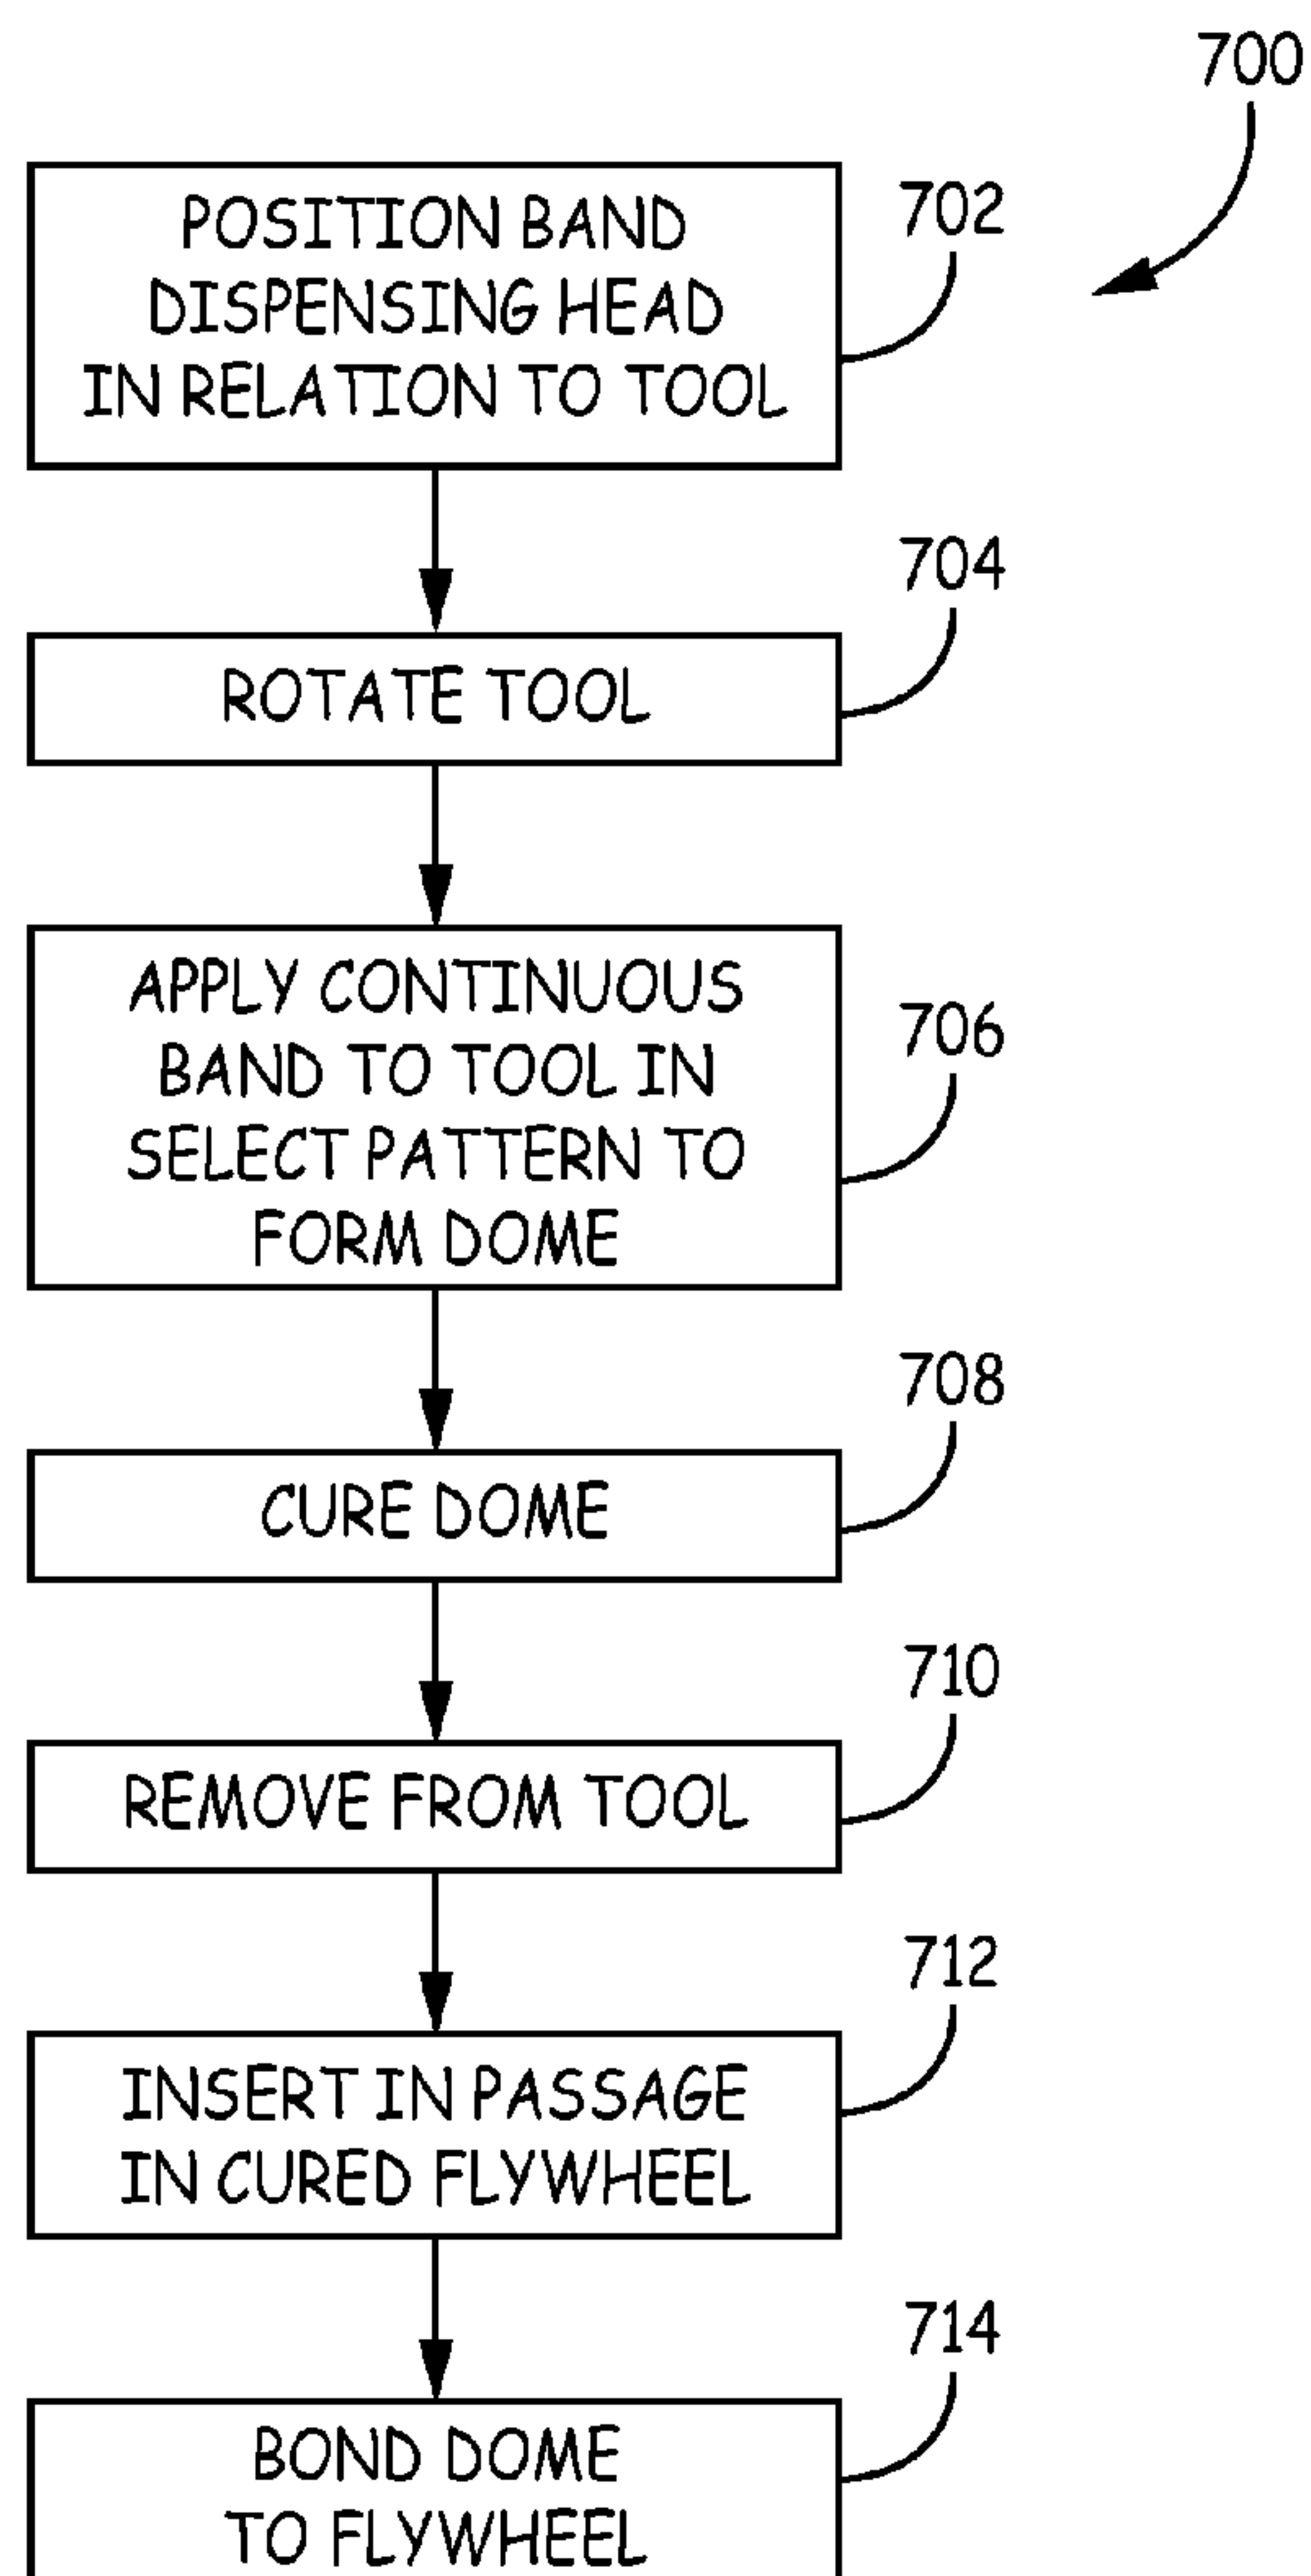 700
POSITION BAND
DISPENSING HEAD
IN RELATION TO TOOL
702
ROTATE TOOL
704
APPLY CONTINUOUS
BAND TO TOOL IN
SELECT PATTERN TO
FORM DOME
706
CURE DOME
708
REMOVE FROM TOOL
710
INSERT IN PASSAGE
IN CURED FLYWHEEL
712
BOND DOME
TO FLYWHEEL
714